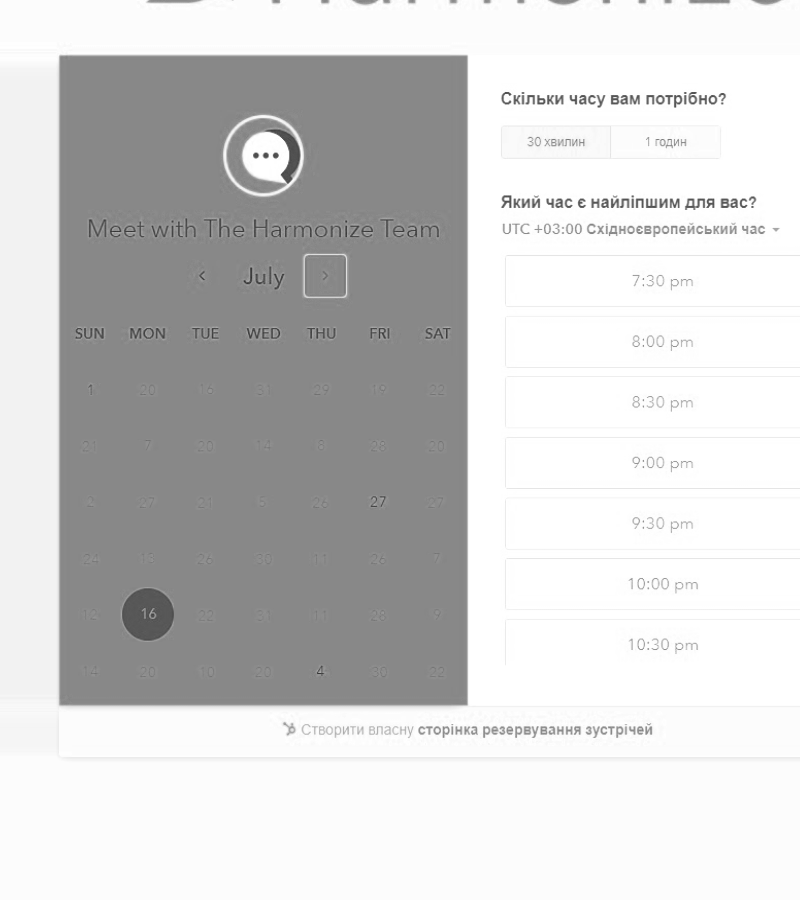 Meet with The Harmonize Team
July
SUN MON TUE WED THU FRI SAT
1 20 16 31 29 19 22
21 7 20 14 8 28 20
2 27 21 5 26 27 27
24 13 26 30 11 26 7
16 22 31 11 28
14 20 10 20 4 30 22
Скільки часу вам потрібно?
30 хвилин 1 годин
Який час є найліпшим для вас?
UTC +03:00 Східноєвропейський час
7:30 pm
8:00 pm
8:30 pm
9:00 pm
9:30 pm
10:00 pm
10:30 pm
Створити власну сторінка резервування зустрічей